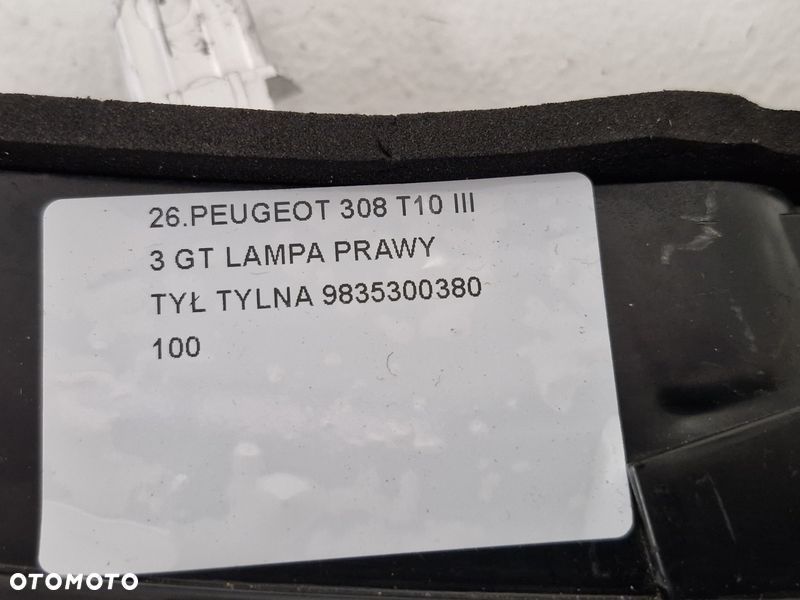 26.PEUGEOT 308 T10 III
3 GT LAMPA PRAWY
TYŁ TYLNA 9835300380
100
OTOMOTO